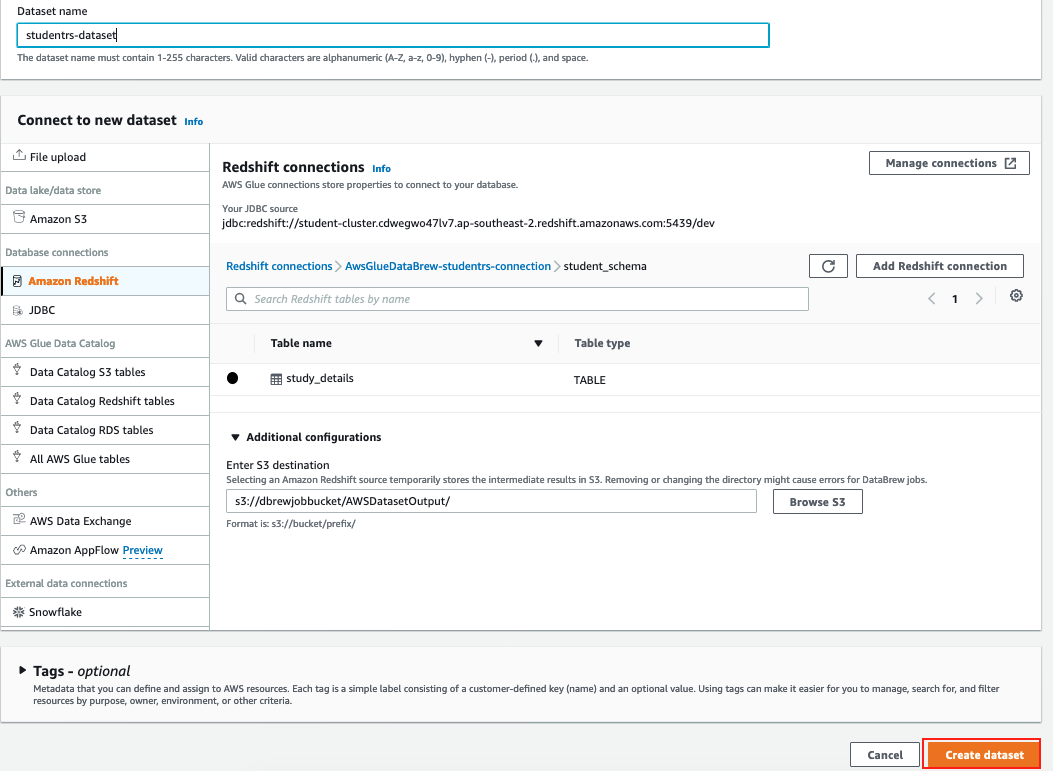 Dataset name
studentrs-dataset
The dataset name must contain 1-255 characters. Valid characters are alphanumeric (A-Z, a-z, 0-9), hyphen (-), period (.), and space.
Connect to new dataset Info
File upload
Data lake/data store
Amazon S3
Database connections
Amazon Redshift
JDBC
AWS Glue Data Catalog
Data Catalog S3 tables
Data Catalog Redshift tables
Data Catalog RDS tables
All AWS Glue tables
Others
AWS Data Exchange
Amazon AppFlow Preview
External data connections
Snowflake
Redshift connections Info
Manage connections
AWS Glue connections store properties to connect to your database.
Your JDBC source
jdbc:redshift://student-cluster.cdwegwo47lv7.ap-southeast-2.redshift.amazonaws.com:5439/dev
Redshift connections > AwsGlueDataBrew-studentrs-connection > student_schema
Add Redshift connection
Search Redshift tables by name
< 1 >
Table name Table type
study_details TABLE
Additional configurations
Enter S3 destination
Selecting an Amazon Redshift source temporarily stores the intermediate results in S3. Removing or changing the directory might cause errors for DataBrew jobs.
s3://dbrewjobbucket/AWSDatasetOutput/
Browse S3
Format is: s3://bucket/prefix/
Tags - optional
Metadata that you can define and assign to AWS resources. Each tag is a simple label consisting of a customer-defined key (name) and an optional value. Using tags can make it easier for you to manage, search for, and filter
resources by purpose, owner, environment, or other criteria.
Cancel
Create dataset